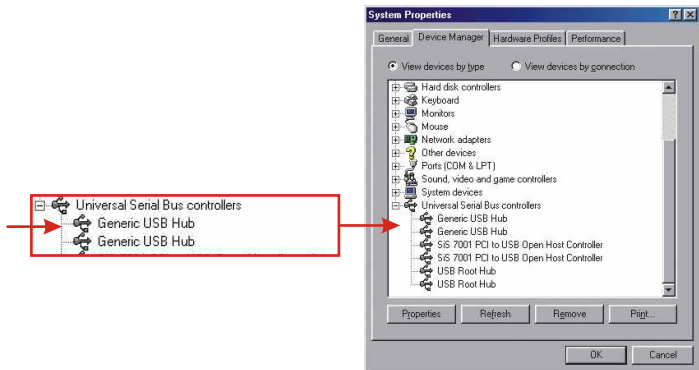 System Properties
General Device Manager Hardware Profiles Performance
View devices by type View devices by connection
Hard disk controllers
Keyboard
Monitors
Mouse
Network adapters
Other devices
Ports (COM & LPT)
Sound, video and game controllers
System devices
Universal Serial Bus controllers
Generic USB Hub
Generic USB Hub
SiS 7001 PCI to USB Open Host Controller
SiS 7001 PCI to USB Open Host Controller
USB Root Hub
USB Root Hub
Properties Refresh Remove Print...
OK Cancel
Universal Serial Bus controllers
Generic USB Hub
Generic USB Hub